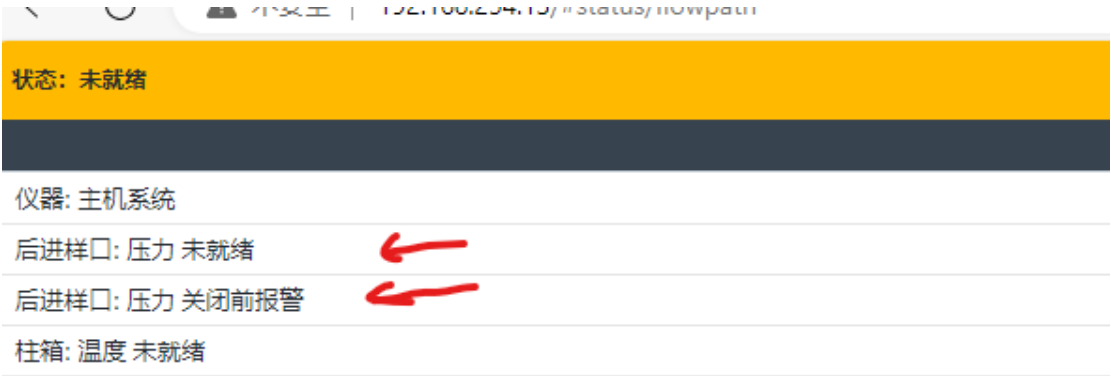 状态：未就绪
仪器: 主机系统
后进样口: 压力 未就绪
后进样口: 压力 关闭前报警
柱箱: 温度 未就绪